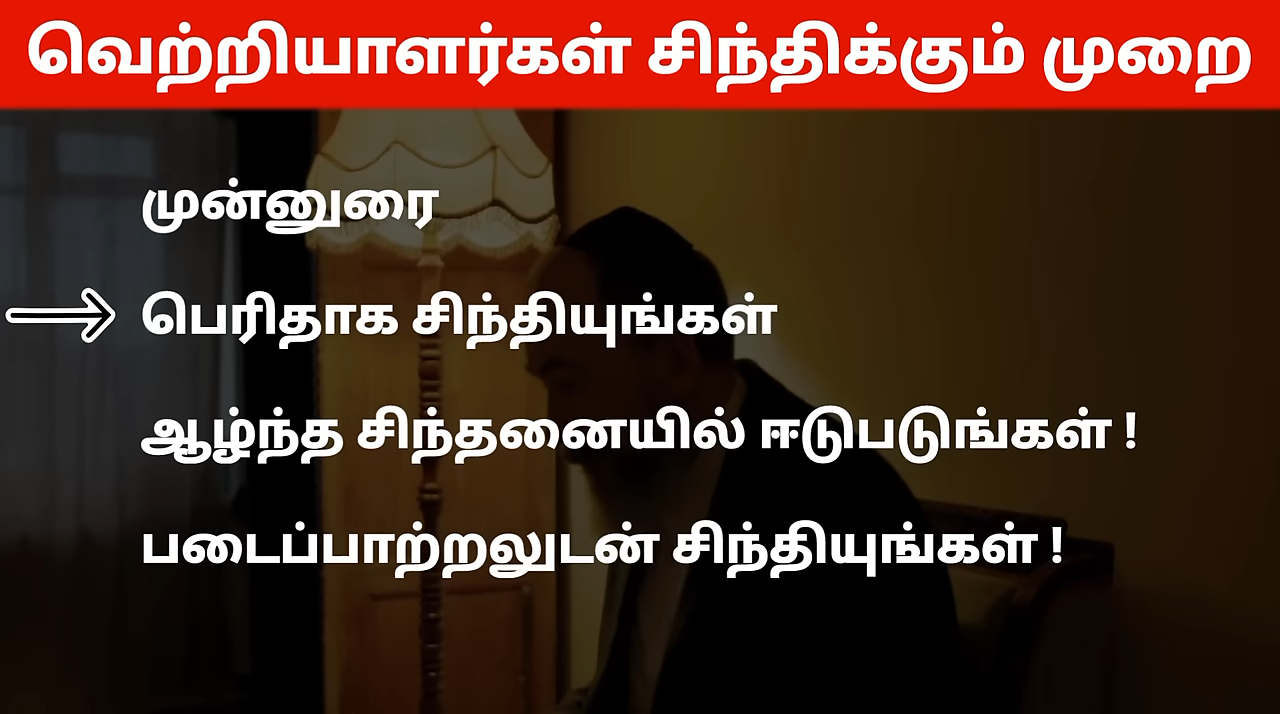 வெற்றியாளர்கள் சிந்திக்கும் முறை
முன்னுரை
பெரிதாக சிந்தியுங்கள்
ஆழ்ந்த சிந்தனையில் ஈடுபடுங்கள் !
படைப்பாற்றலுடன் சிந்தியுங்கள் !